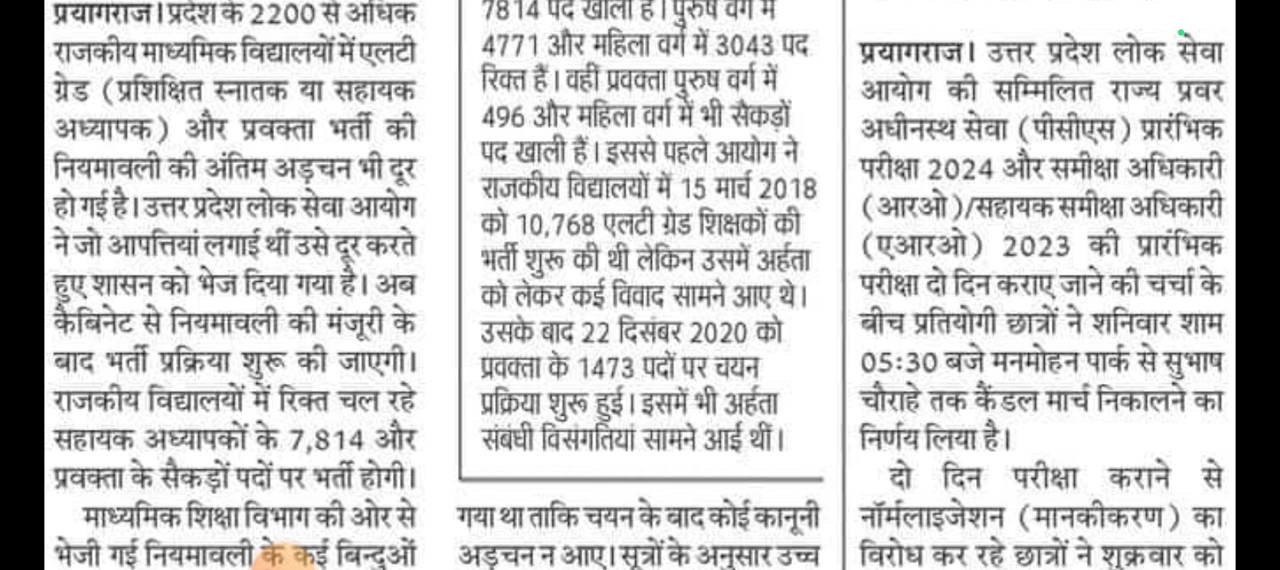 प्रयागराज। प्रदेश के 2200 से अधिक
राजकीय माध्यमिक विद्यालयों में एलटी
ग्रेड (प्रशिक्षित स्नातक या सहायक
अध्यापक) और प्रवक्ता भर्ती की
नियमावली की अंतिम अड़चन भी दूर
हो गई है। उत्तर प्रदेश लोक सेवा आयोग
ने जो आपत्तियां लगाई थीं उसे दूर करते
हुए शासन को भेज दिया गया है। अब
कैबिनेट से नियमावली की मंजूरी के
बाद भर्ती प्रक्रिया शुरू की जाएगी।
राजकीय विद्यालयों में रिक्त चल रहे
सहायक अध्यापकों के 7,814 और
प्रवक्ता के सैकड़ों पदों पर भर्ती होगी।
माध्यमिक शिक्षा विभाग की ओर से
भेजी गई नियमावली के कई बिन्दुओं
7814 पद खाली हैं। पुरुष वर्ग में
4771 और महिला वर्ग में 3043 पद
रिक्त हैं। वहीं प्रवक्ता पुरुष वर्ग में
496 और महिला वर्ग में भी सैकड़ों
पद खाली हैं। इससे पहले आयोग ने
राजकीय विद्यालयों में 15 मार्च 2018
को 10,768 एलटी ग्रेड शिक्षकों की
भर्ती शुरू की थी लेकिन उसमें अर्हता
को लेकर कई विवाद सामने आए थे।
उसके बाद 22 दिसंबर 2020 को
प्रवक्ता के 1473 पदों पर चयन
प्रक्रिया शुरू हुई। इसमें भी अर्हता
संबंधी विसंगतियां सामने आई थीं।
गया था ताकि चयन के बाद कोई कानूनी
अड़चन न आए। सूत्रों के अनुसार उच्च
प्रयागराज। उत्तर प्रदेश लोक सेवा
आयोग की सम्मिलित राज्य प्रवर
अधीनस्थ सेवा (पीसीएस) प्रारंभिक
परीक्षा 2024 और समीक्षा अधिकारी
(आरओ)/सहायक समीक्षा अधिकारी
(एआरओ) 2023 की प्रारंभिक
परीक्षा दो दिन कराए जाने की चर्चा के
बीच प्रतियोगी छात्रों ने शनिवार शाम
05:30 बजे मनमोहन पार्क से सुभाष
चौराहे तक कैंडल मार्च निकालने का
निर्णय लिया है।
दो दिन परीक्षा कराने से
नॉर्मलाइजेशन (मानकीकरण) का
विरोध कर रहे छात्रों ने शुक्रवार को